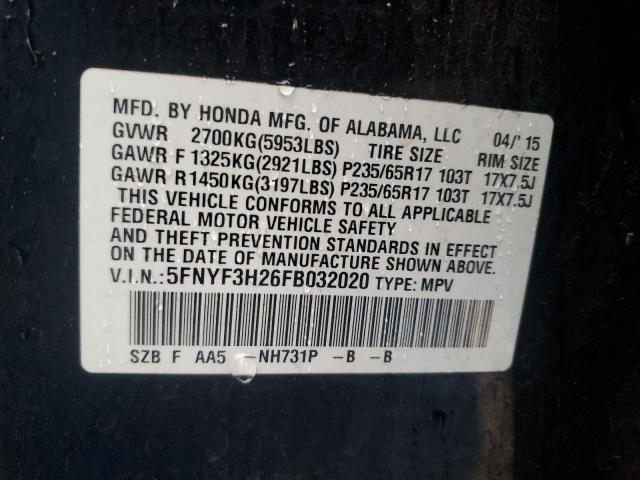 MFD. BY HONDA MFG. OF ALABAMA, LLC 04/'15
GVWR 2700KG(5953LBS) TIRE SIZE RIM SIZE
GAWR F 1325KG(2921LBS) P235/65R17 103T 17X7.5J
GAWR R 1450KG(3197LBS) P235/65R17 103T 17X7.5J
THIS VEHICLE CONFORMS TO ALL APPLICABLE
FEDERAL MOTOR VEHICLE SAFETY
AND THEFT PREVENTION STANDARDS IN EFFECT
ON THE DATE OF MANUFACTURE SHOWN ABOVE.
V.I.N.:5FNYF3H26FB032020 TYPE: MPV
SZB F AA5 -NH731P -B -B